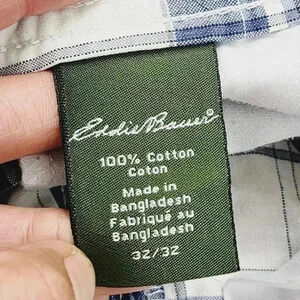 Eddie Bauer®
100% Cotton
Coton
Made in
Bangladesh
Fabriqué au
Bangladesh
32/32